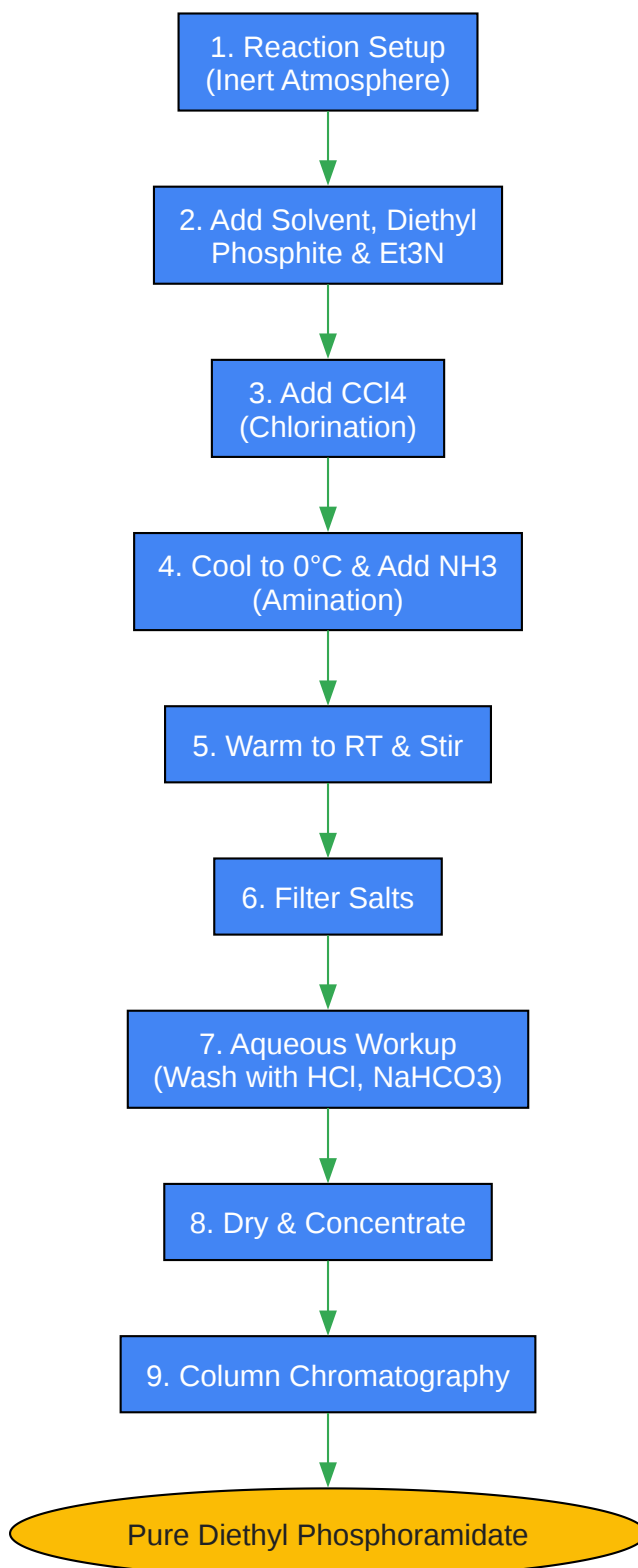 1. Reaction Setup
(Inert Atmosphere)
2. Add Solvent, Diethyl
Phosphite & Et3N
3. Add CCl4
(Chlorination)
4. Cool to 0°C & Add NH3
(Amination)
5. Warm to RT & Stir
6. Filter Salts
7. Aqueous Workup
(Wash with HCl, NaHCO3)
8. Dry & Concentrate
9. Column Chromatography
Pure Diethyl Phosphoramidate